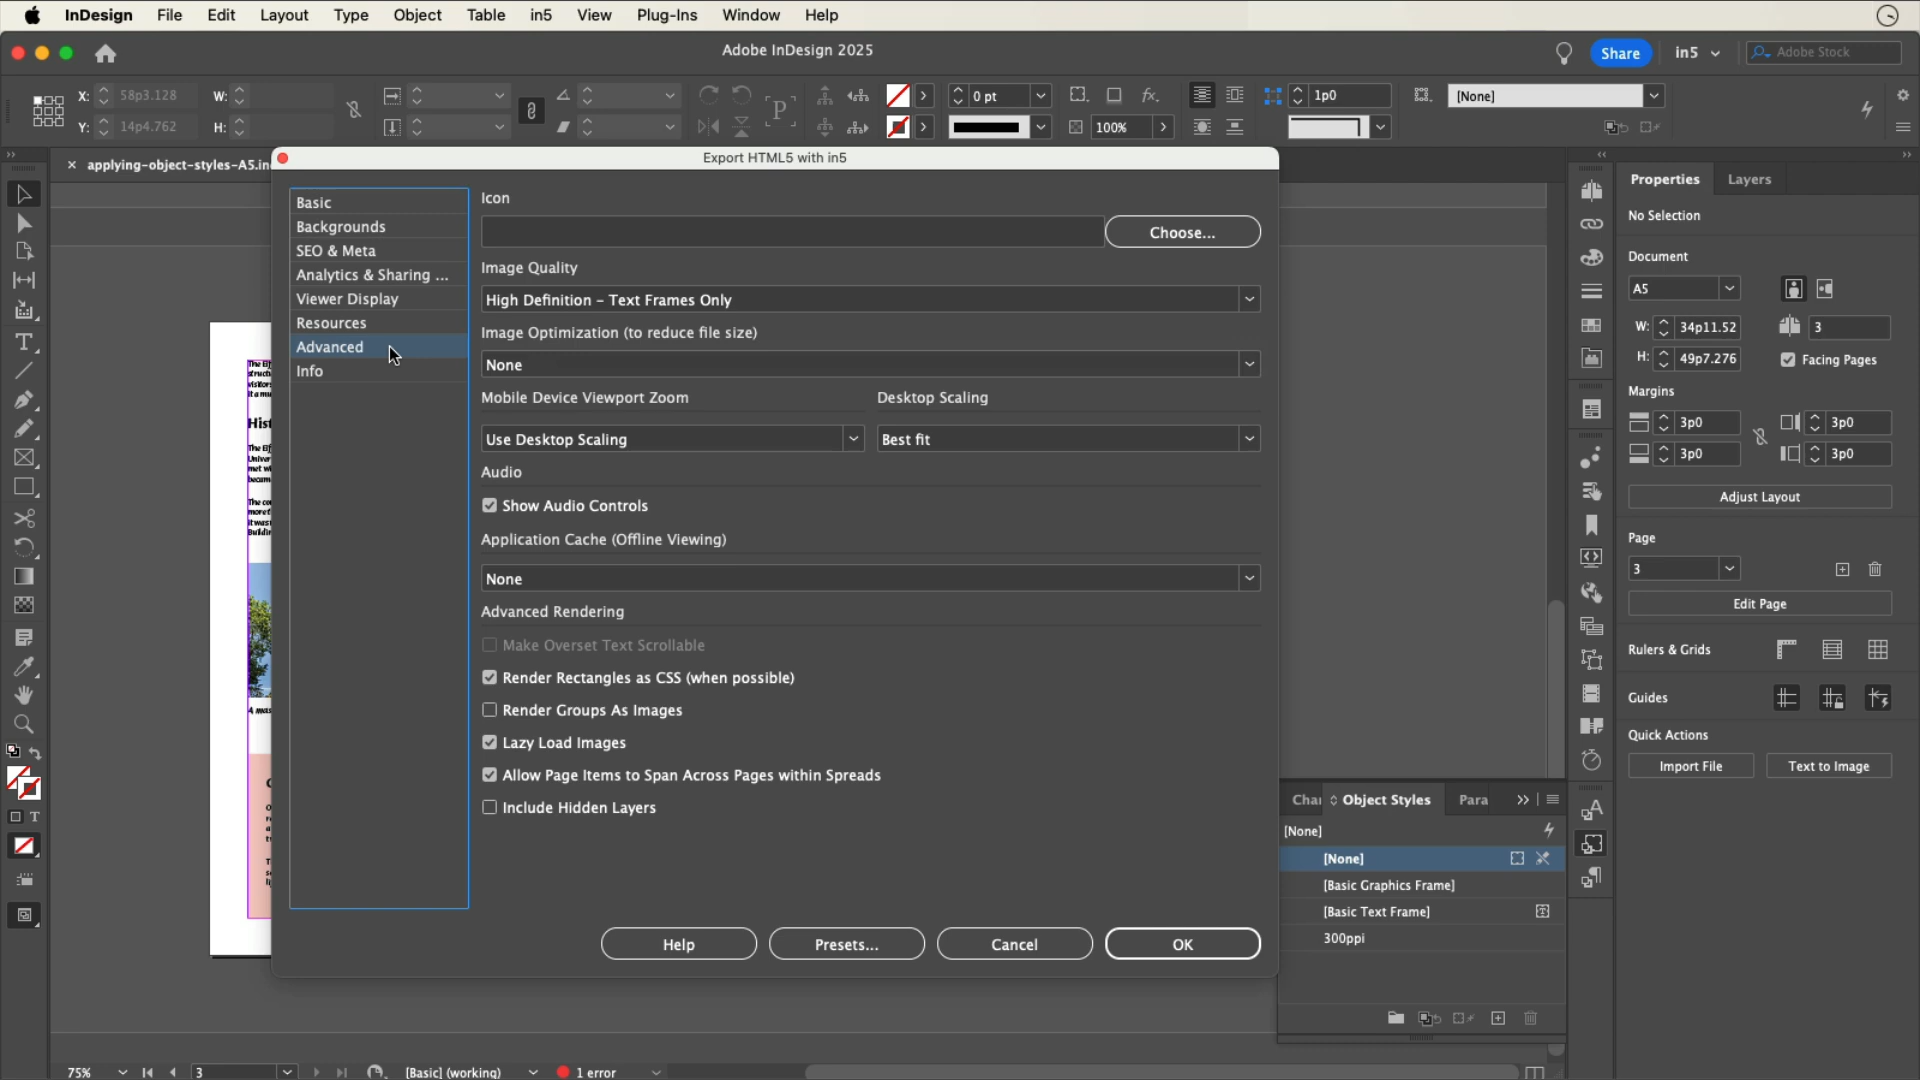 InDesign File Edit Layout Type Object Table in5 View Plug-Ins Window Help
Adobe InDesign 2025
Share
in5
Adobe Stock
X: 58p3.128 W:
Y: 14p4.762 H:
0 pt
100%
1p0
[None]
applying-object-styles-A5.in
Export HTML5 with in5
Basic
Backgrounds
SEO & Meta
Analytics & Sharing ...
Viewer Display
Resources
Advanced
Info
Icon
Choose...
Image Quality
High Definition – Text Frames Only
Image Optimization (to reduce file size)
None
Mobile Device Viewport Zoom Desktop Scaling
Use Desktop Scaling Best fit
Audio
Show Audio Controls
Application Cache (Offline Viewing)
None
Advanced Rendering
Make Overset Text Scrollable
Render Rectangles as CSS (when possible)
Render Groups As Images
Lazy Load Images
Allow Page Items to Span Across Pages within Spreads
Include Hidden Layers
Help Presets... Cancel OK
Properties Layers
No Selection
Document
A5
W: 34p11.52 3
H: 49p7.276 Facing Pages
Margins
3p0 3p0
3p0 3p0
Adjust Layout
Page
3
Edit Page
Rulers & Grids
Guides
Quick Actions
Import File Text to Image
Object Styles Para
[None]
[None]
[Basic Graphics Frame]
[Basic Text Frame]
300ppi
75% 3 [Basic] (working) 1 error